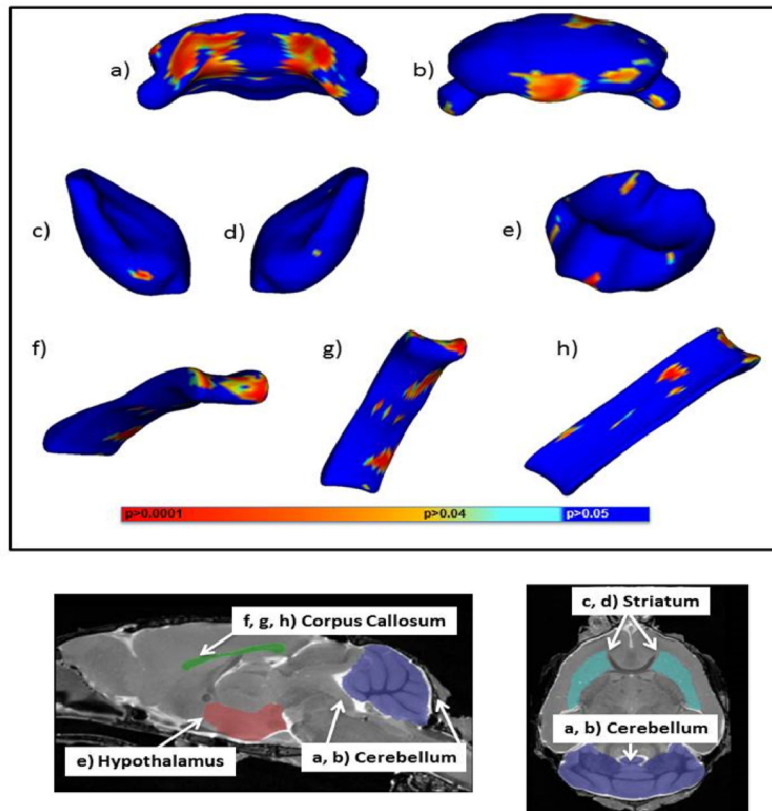 a)
b)
c)
d)
e)
f)
g)
h)
p>0.0001 p>0.04 p>0.05
f, g, h) Corpus Callosum
e) Hypothalamus
a, b) Cerebellum
c, d) Striatum
a, b) Cerebellum